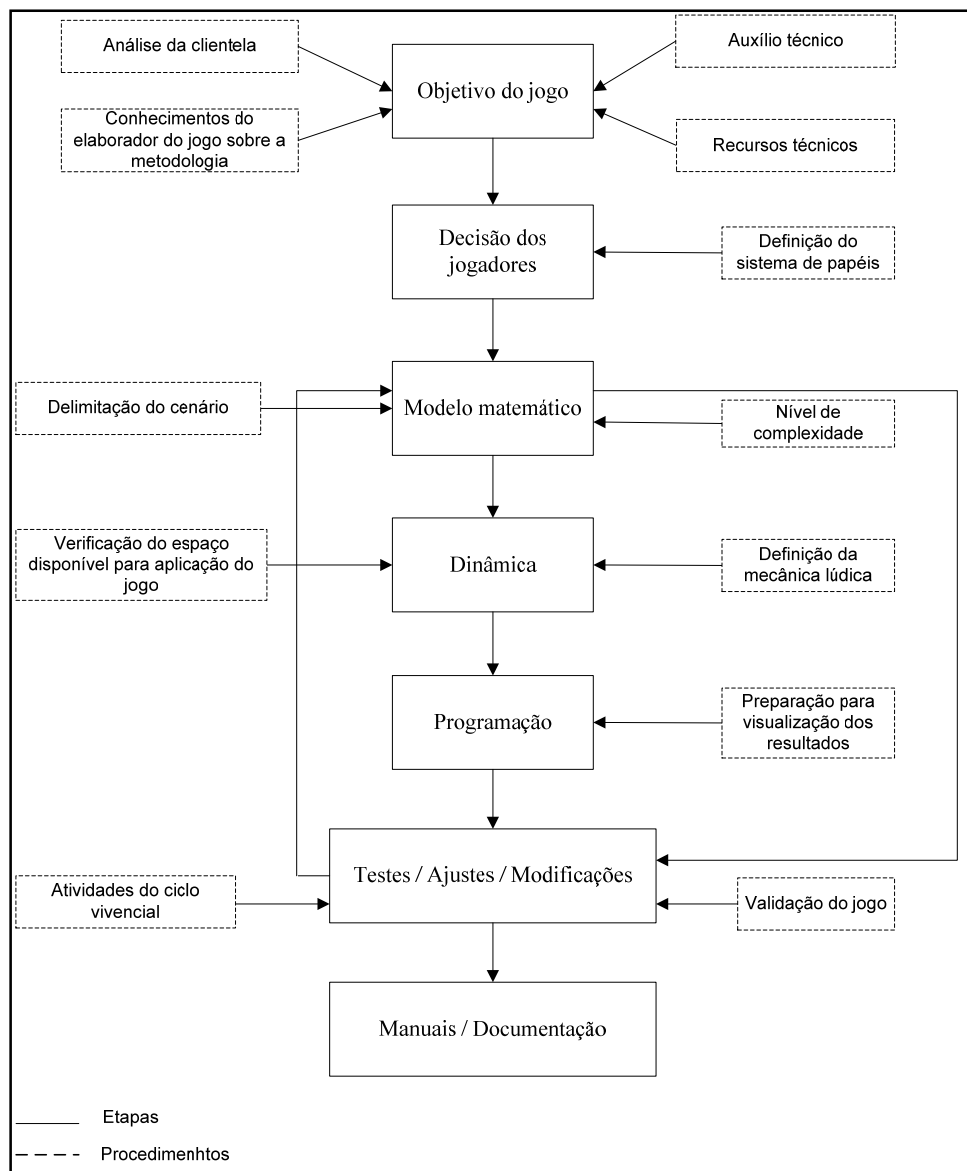 Análise da clientela
Auxílio técnico
Objetivo do jogo
Conhecimentos do
elaborador do jogo sobre a
metodologia
Recursos técnicos
Decisão dos
jogadores
Definição do
sistema de papéis
Delimitação do cenário
Modelo matemático
Nível de
complexidade
Verificação do espaço
disponível para aplicação do
jogo
Dinâmica
Definição da
mecânica lúdica
Programação
Preparação para
visualização dos
resultados
Testes / Ajustes / Modificações
Atividades do ciclo
vivencial
Validação do jogo
Manuais / Documentação
Etapas
Procedimenhtos